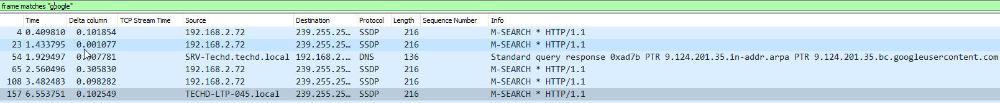 frame matches "google"
Time Delta column TCP Stream Time Source Destination Protocol Length Sequence Number Info
4 0.409810 0.101854 192.168.2.72 239.255.25… SSDP 216 M-SEARCH * HTTP/1.1
23 1.433795 0.001077 192.168.2.72 239.255.25… SSDP 216 M-SEARCH * HTTP/1.1
54 1.929497 0.007781 SRV-Techd.techd.local 192.168.2.… DNS 136 Standard query response 0xad7b PTR 9.124.201.35.in-addr.arpa PTR 9.124.201.35.bc.googleusercontent.com
65 2.560496 0.305830 192.168.2.72 239.255.25… SSDP 216 M-SEARCH * HTTP/1.1
108 3.482483 0.098282 192.168.2.72 239.255.25… SSDP 216 M-SEARCH * HTTP/1.1
157 6.553751 0.102549 TECHD-LTP-045.local 239.255.25… SSDP 216 M-SEARCH * HTTP/1.1